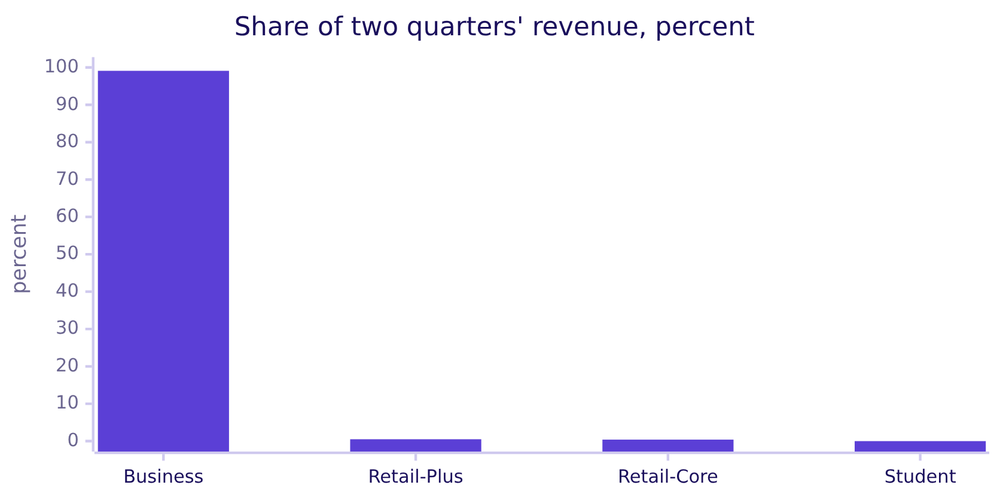 Share of two quarters' revenue, percent
percent
100
90
80
70
60
50
40
30
20
10
0
Business
Retail-Plus
Retail-Core
Student